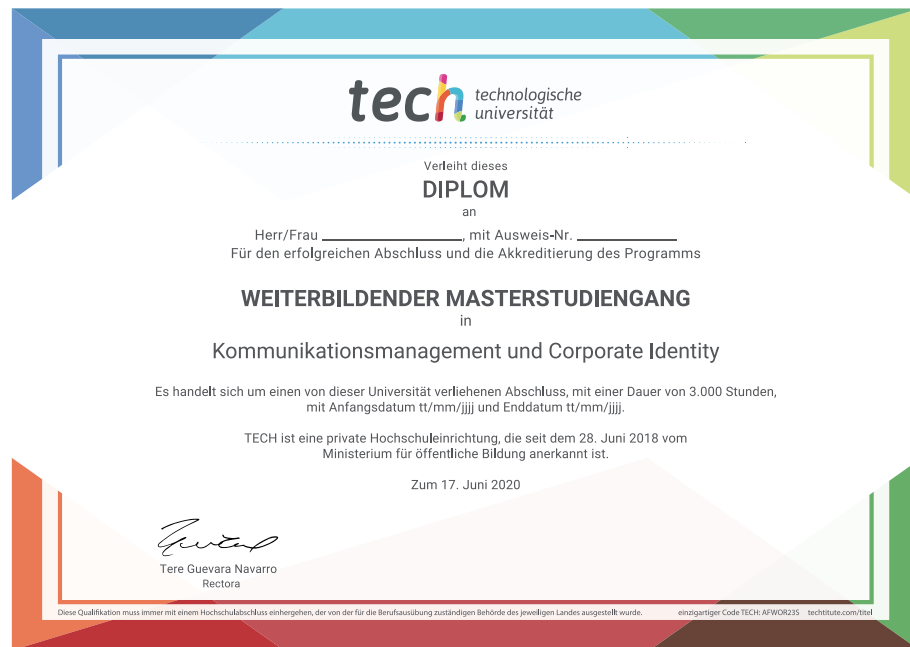 tech technologische
universität
Verleiht dieses
DIPLOM
an
Herr/Frau ________________, mit Ausweis-Nr. ____________
Für den erfolgreichen Abschluss und die Akkreditierung des Programms
WEITERBILDENDER MASTERSTUDIENGANG
in
Kommunikationsmanagement und Corporate Identity
Es handelt sich um einen von dieser Universität verliehenen Abschluss, mit einer Dauer von 3.000 Stunden,
mit Anfangsdatum tt/mm/jjjj und Enddatum tt/mm/jjjj.
TECH ist eine private Hochschuleinrichtung, die seit dem 28. Juni 2018 vom
Ministerium für öffentliche Bildung anerkannt ist.
Zum 17. Juni 2020
Tere Guevara Navarro
Rectora
Diese Qualifikation muss immer mit einem Hochschulabschluss einhergehen, der von der für die Berufsausübung zuständigen Behörde des jeweiligen Landes ausgestellt wurde. einzigartiger Code TECH: AFWOR23S techtitute.com/titel